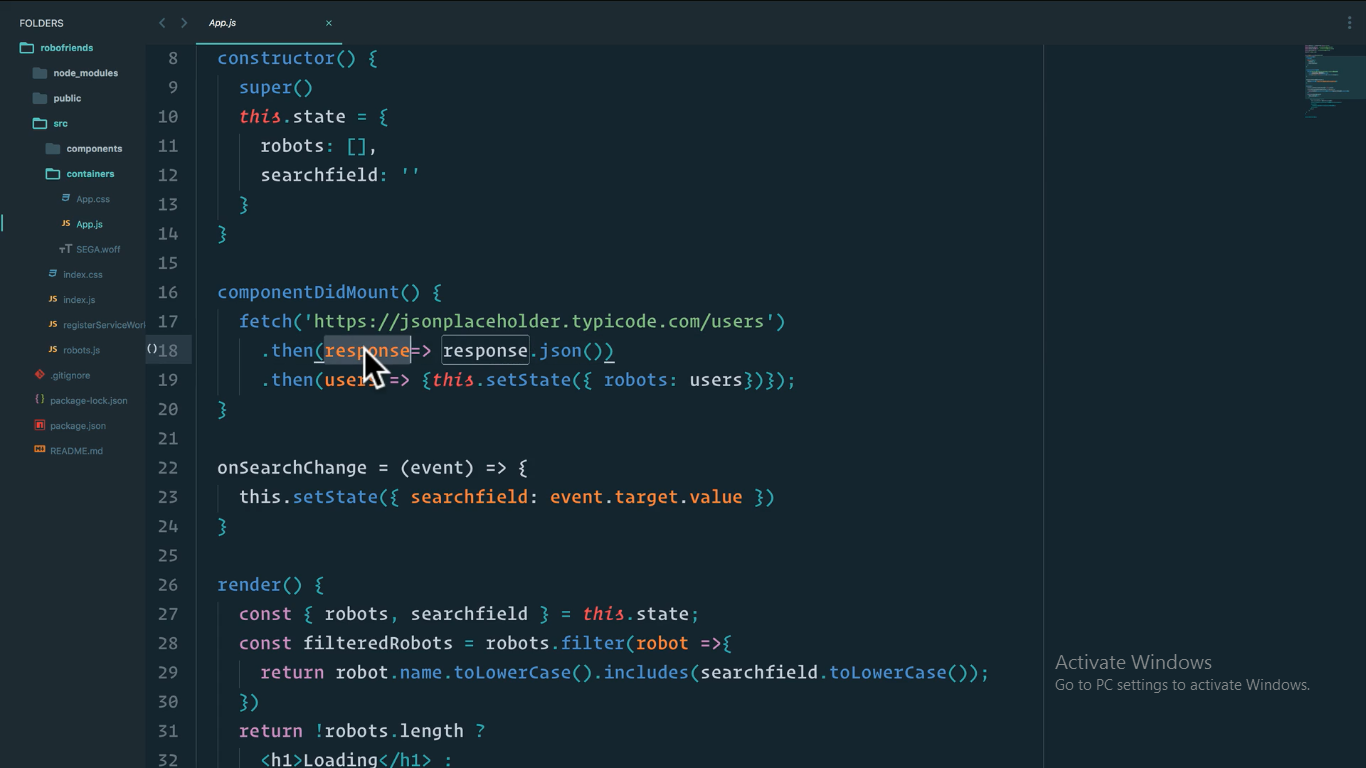 FOLDERS
robofriends
node_modules
public
src
components
containers
App.css
JS App.js
SEGA.woff
index.css
JS index.js
JS registerServiceWor
JS robots.js
.gitignore
package-lock.json
package.json
README.md
App.js ×
8 constructor() {
9 super()
10 this.state = {
11 robots: [],
12 searchfield: ''
13 }
14 }
15
16 componentDidMount() {
17 fetch('https://jsonplaceholder.typicode.com/users')
18 .then(response=> response.json())
19 .then(users => {this.setState({ robots: users})});
20 }
21
22 onSearchChange = (event) => {
23 this.setState({ searchfield: event.target.value })
24 }
25
26 render() {
27 const { robots, searchfield } = this.state;
28 const filteredRobots = robots.filter(robot =>{
29 return robot.name.toLowerCase().includes(searchfield.toLowerCase());
30 })
31 return !robots.length ?
32 <h1>Loading</h1> :
Activate Windows
Go to PC settings to activate Windows.